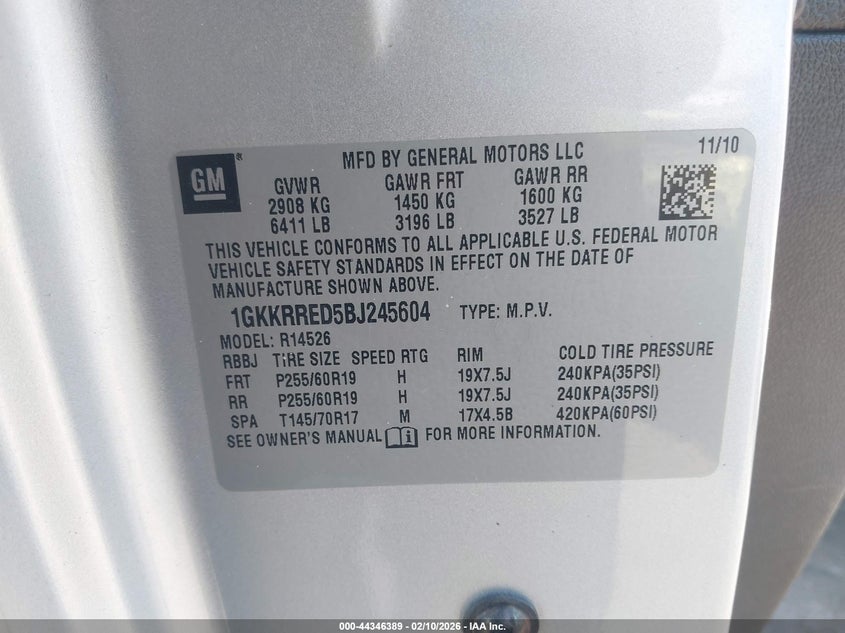 GM®
MFD BY GENERAL MOTORS LLC 11/10
GVWR GAWR FRT GAWR RR
2908 KG 1450 KG 1600 KG
6411 LB 3196 LB 3527 LB
THIS VEHICLE CONFORMS TO ALL APPLICABLE U.S. FEDERAL MOTOR
VEHICLE SAFETY STANDARDS IN EFFECT ON THE DATE OF
MANUFACTURE SHOWN ABOVE.
1GKKRRED5BJ245604 TYPE: M.P.V.
MODEL: R14526
RBBJ TIRE SIZE SPEED RTG RIM COLD TIRE PRESSURE
FRT P255/60R19 H 19X7.5J 240KPA(35PSI)
RR P255/60R19 H 19X7.5J 240KPA(35PSI)
SPA T145/70R17 M 17X4.5B 420KPA(60PSI)
SEE OWNER'S MANUAL FOR MORE INFORMATION.
000-44346389 - 02/10/2026 - IAA Inc.